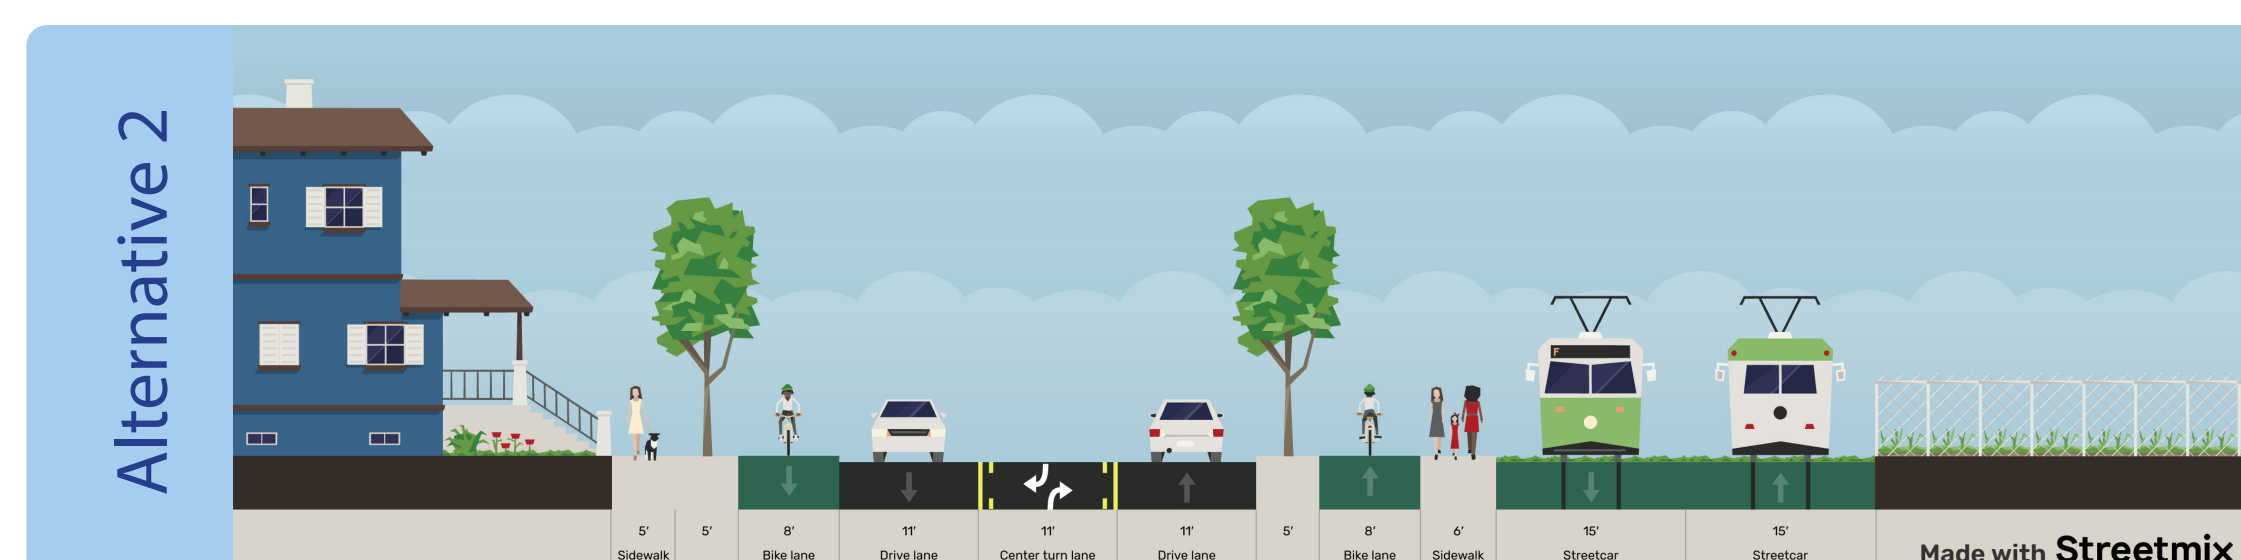 Alternative 2
F
5' 5' 8' 11' 11' 11' 5' 8' 6' 15' 15'
Sidewalk Bike lane Drive lane Center turn lane Drive lane Bike lane Sidewalk Streetcar Streetcar
Made with Streetmix